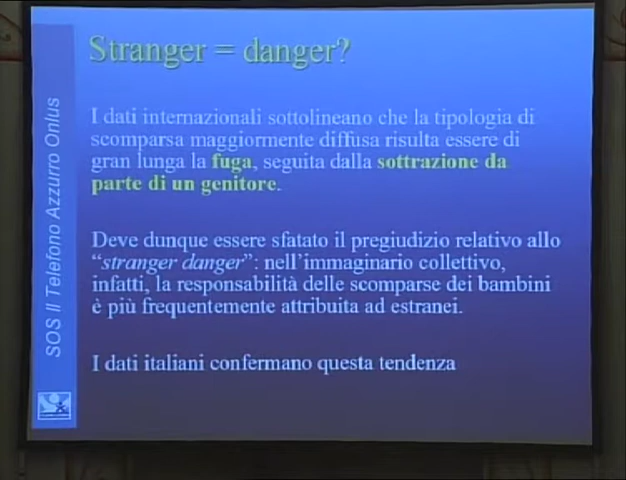 Stranger = danger?
I dati internazionali sottolineano che la tipologia di
scomparsa maggiormente diffusa risulta essere di
gran lunga la fuga, seguita dalla sottrazione da
parte di un genitore.
Deve dunque essere sfatato il pregiudizio relativo allo
“stranger danger”: nell’immaginario collettivo,
infatti, la responsabilità delle scomparse dei bambini
è più frequentemente attribuita ad estranei.
I dati italiani confermano questa tendenza
SOS Il Telefono Azzurro Onlus